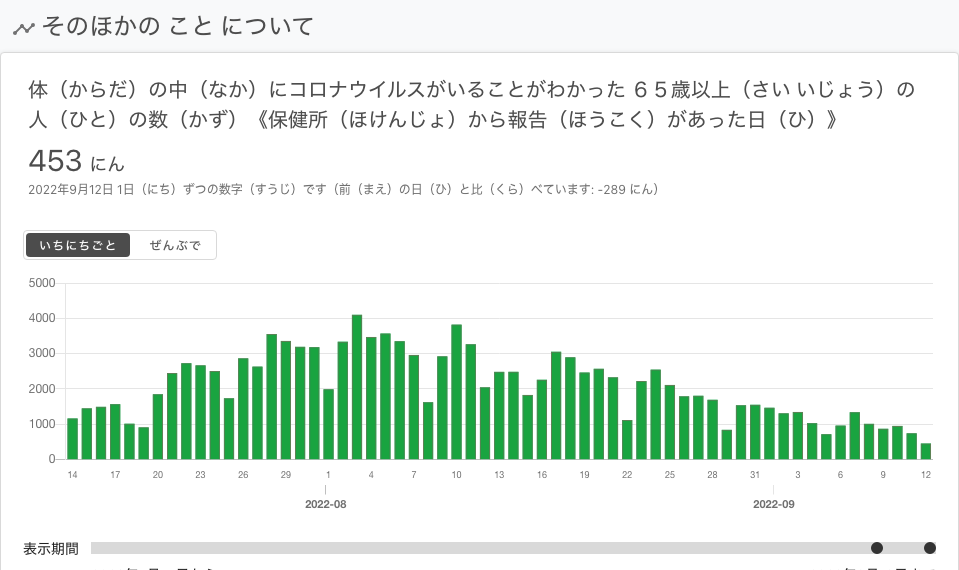 そのほかの こと について
体（からだ）の中（なか）にコロナウイルスがいることがわかった ６５歳以上（さい いじょう）の
人（ひと）の数（かず）《保健所（ほけんじょ）から報告（ほうこく）があった日（ひ）》
453 にん
2022年9月12日 1日（にち）ずつの数字（すうじ）です（前（まえ）の日（ひ）と比（くら）べています: -289 にん）
いちにちごと ぜんぶで
5000
4000
3000
2000
1000
0
14 17 20 23 26 29 1 4 7 10 13 16 19 22 25 28 31 3 6 9 12
2022-08 2022-09
表示期間